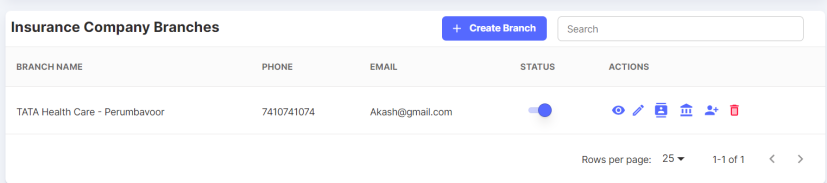 Insurance Company Branches
+ Create Branch
Search
BRANCH NAME PHONE EMAIL STATUS ACTIONS
TATA Health Care - Perumbavoor 7410741074 Akash@gmail.com
Rows per page: 25 1-1 of 1